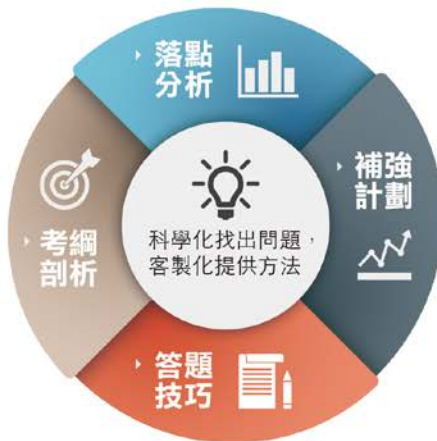 落點
分析
補強
計劃
科學化找出問題，
客製化提供方法
考綱
剖析
答題
技巧